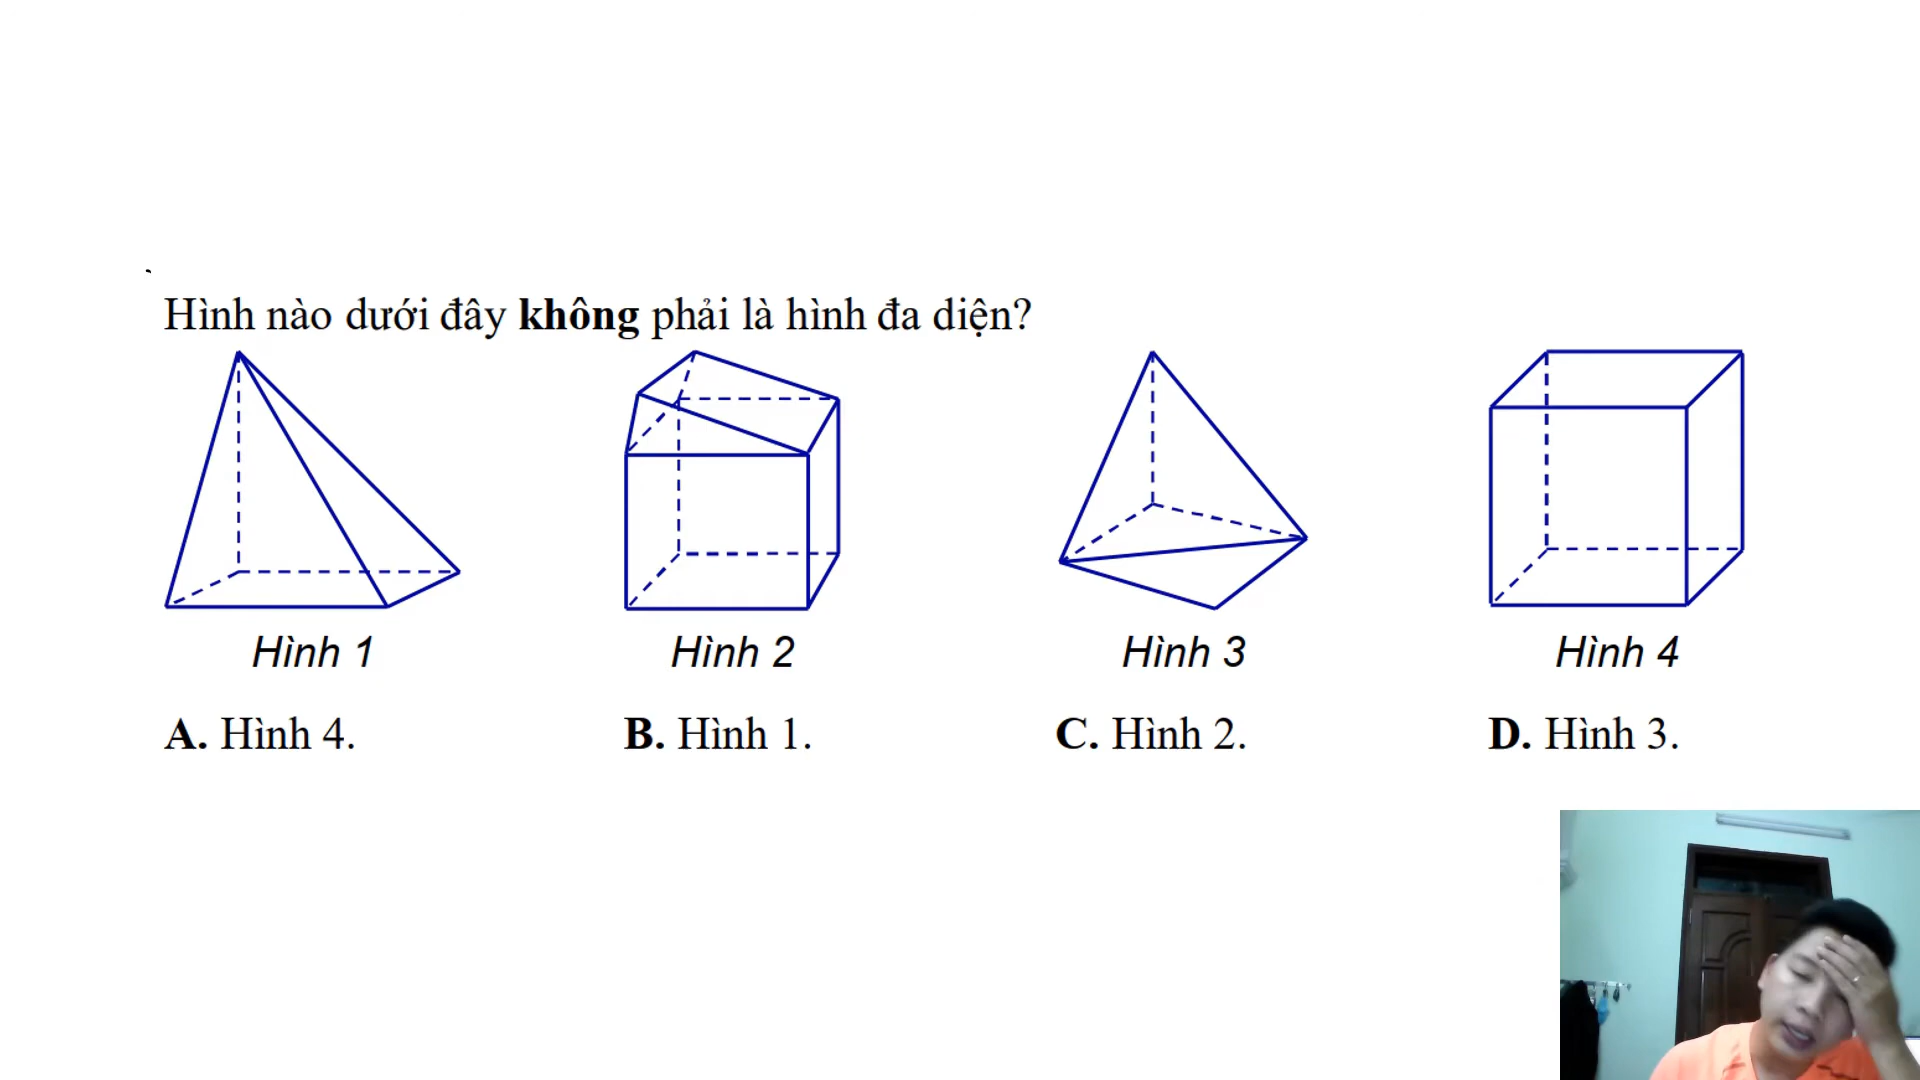 Hình nào dưới đây không phải là hình đa diện?
Hình 1 Hình 2 Hình 3 Hình 4
A. Hình 4. B. Hình 1. C. Hình 2. D. Hình 3.